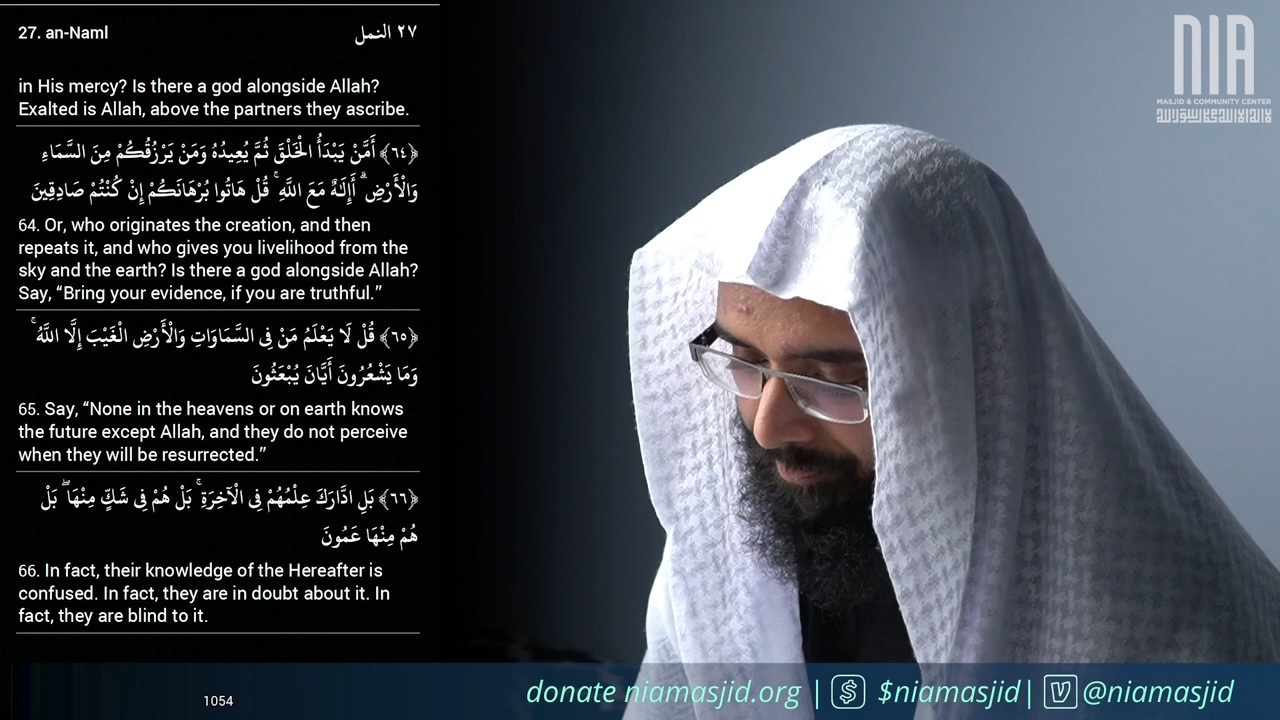 27. an-Naml
٢٧ النمل
in His mercy? Is there a god alongside Allah?
Exalted is Allah, above the partners they ascribe.
﴿٦٤﴾ أَمَّنْ يَبْدَأُ الْخَلْقَ ثُمَّ يُعِيدُهُ وَمَنْ يَرْزُقُكُمْ مِنَ السَّمَاءِ
وَالْأَرْضِ ۗ أَإِلَٰهٌ مَعَ اللَّهِ ۚ قُلْ هَاتُوا بُرْهَانَكُمْ إِنْ كُنْتُمْ صَادِقِينَ
64. Or, who originates the creation, and then
repeats it, and who gives you livelihood from the
sky and the earth? Is there a god alongside Allah?
Say, “Bring your evidence, if you are truthful.”
﴿٦٥﴾ قُلْ لَا يَعْلَمُ مَنْ فِي السَّمَاوَاتِ وَالْأَرْضِ الْغَيْبَ إِلَّا اللَّهُ ۚ
وَمَا يَشْعُرُونَ أَيَّانَ يُبْعَثُونَ
65. Say, “None in the heavens or on earth knows
the future except Allah, and they do not perceive
when they will be resurrected.”
﴿٦٦﴾ بَلِ ادَّارَكَ عِلْمُهُمْ فِي الْآخِرَةِ ۚ بَلْ هُمْ فِي شَكٍّ مِنْهَا ۖ بَلْ
هُمْ مِنْهَا عَمُونَ
66. In fact, their knowledge of the Hereafter is
confused. In fact, they are in doubt about it. In
fact, they are blind to it.
1054
NIA
MASJID & COMMUNITY CENTER
لا اله الا الله محمد رسول الله
donate niamasjid.org | $ $niamasjid | V @niamasjid